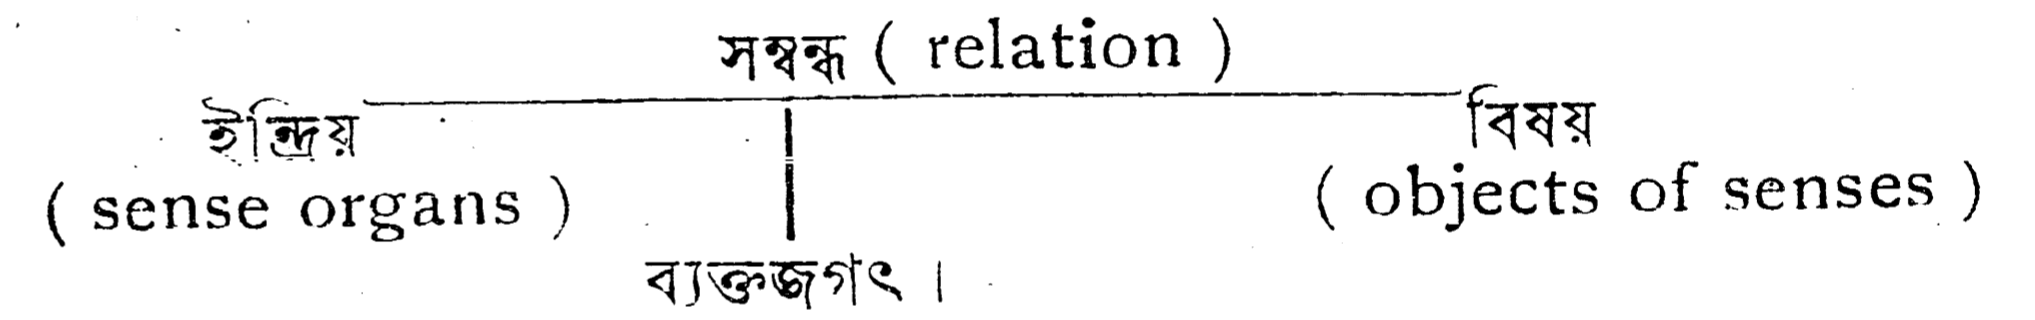 সম্বন্ধ ( relation )
ইন্দ্রিয় বিষয়
( sense organs ) ( objects of senses )
ব্যক্তজগৎ ।